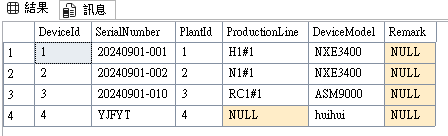 結果 訊息
DeviceId SerialNumber PlantId ProductionLine DeviceModel Remark
1 1 20240901-001 1 H1#1 NXE3400 NULL
2 2 20240901-002 2 N1#1 NXE3400 NULL
3 3 20240901-010 3 RC1#1 ASM9000 NULL
4 4 YJFYT 4 NULL huihui NULL